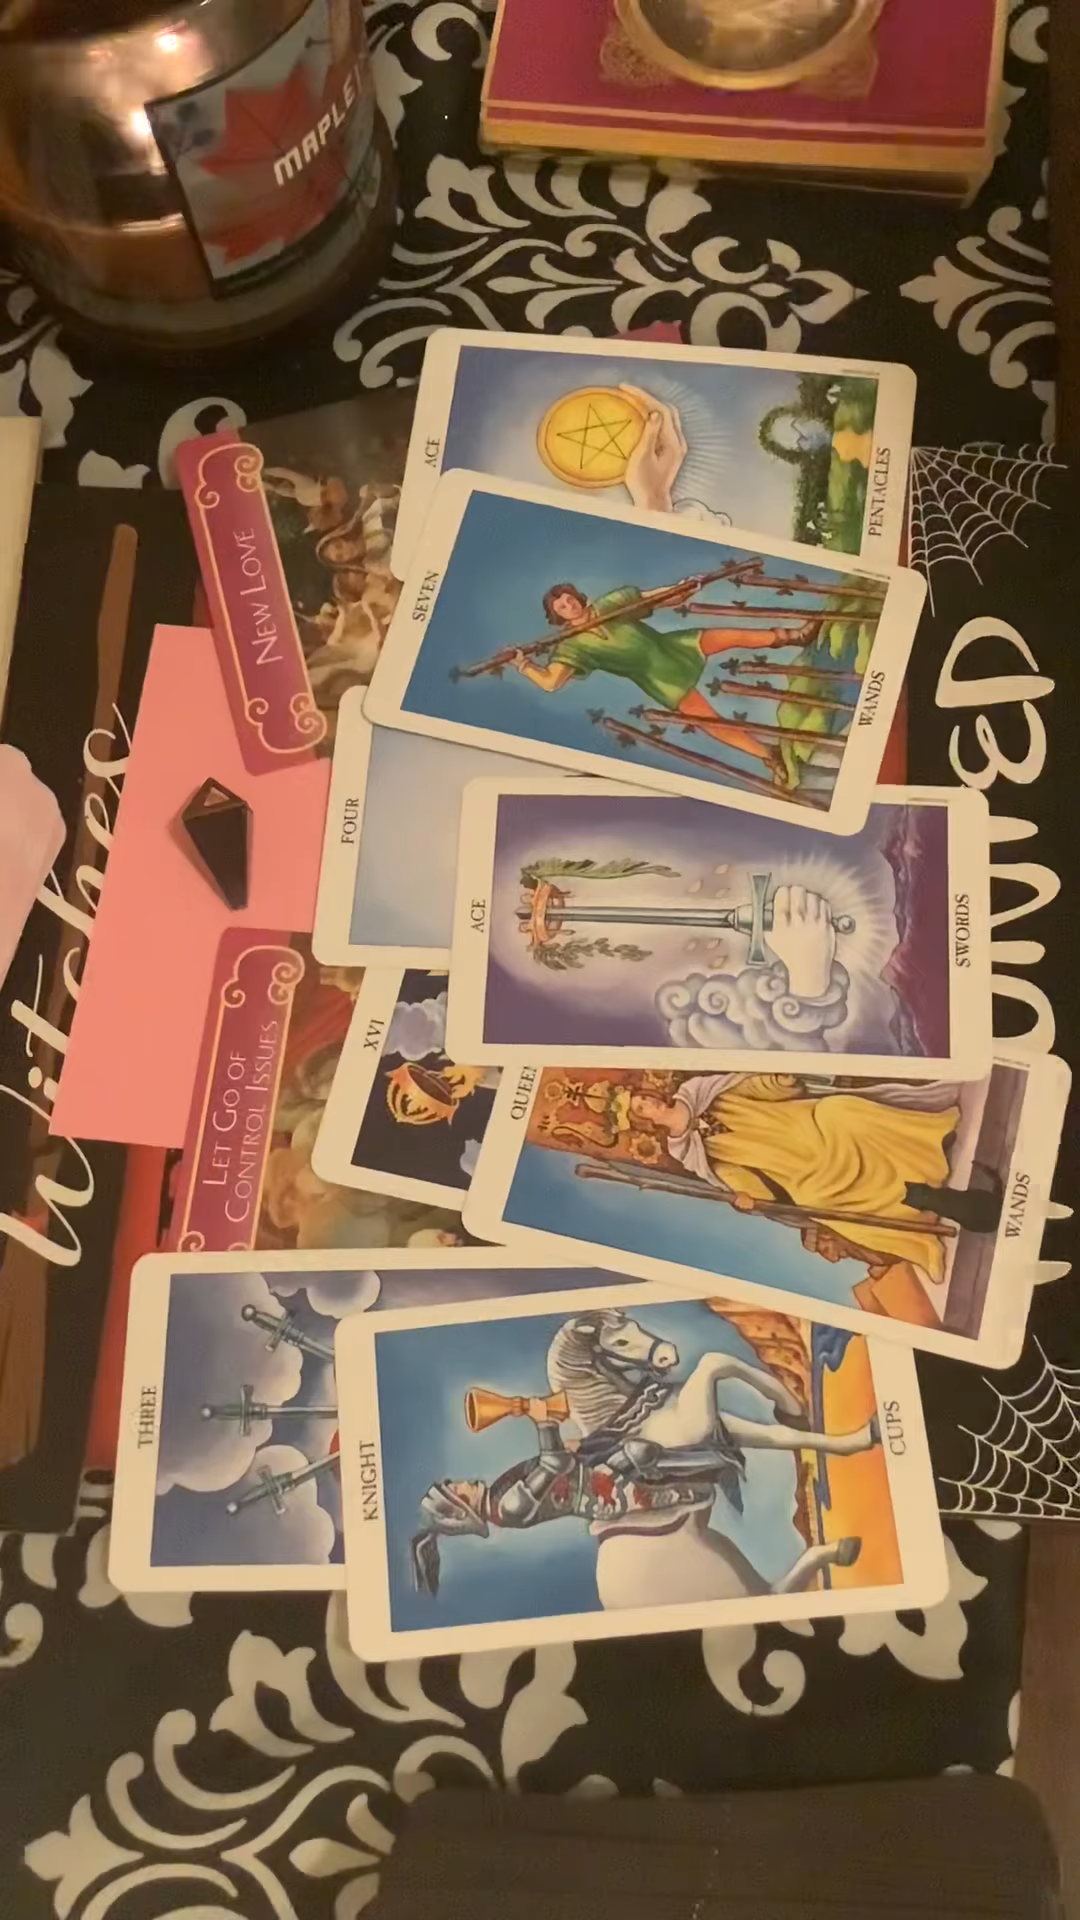 MAPLE
ACE
PENTACLES
NEW LOVE
SEVEN
WANDS
FOUR
ACE
SWORDS
witches
XVI
LET GO OF
CONTROL ISSUES
QUEEN
WANDS
THREE
KNIGHT
CUPS